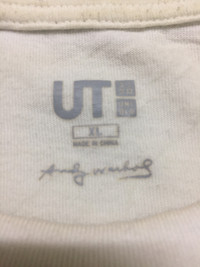 UT
XL
MADE IN CHINA
Andy Warhol